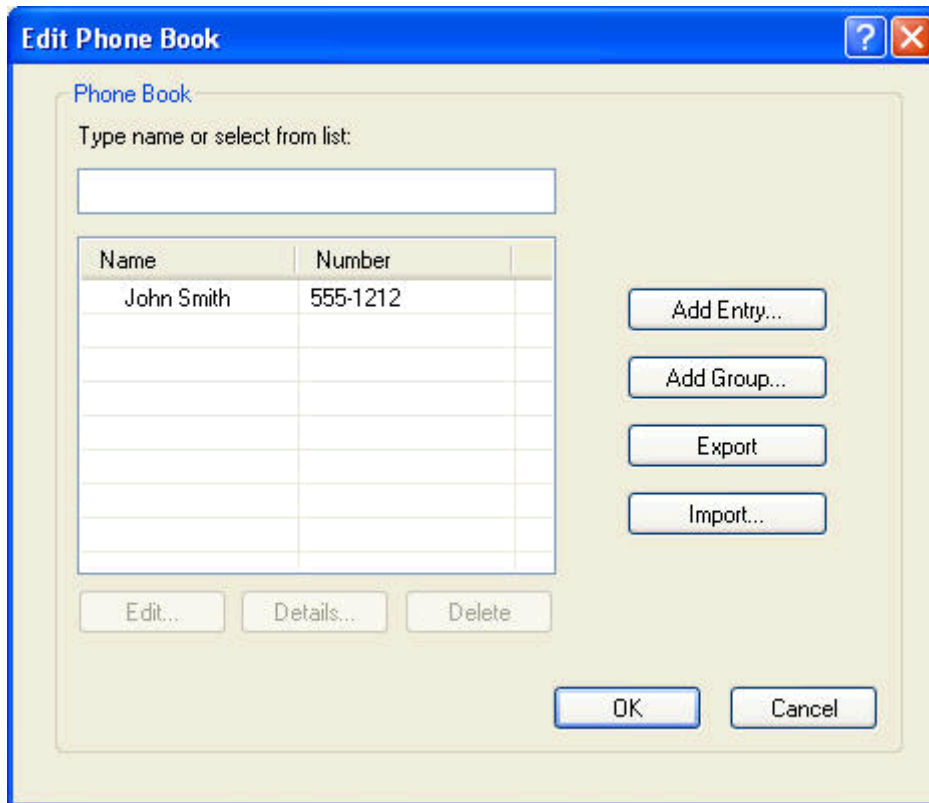 Edit Phone Book
?
Phone Book
Type name or select from list:
Name Number
John Smith 555-1212
Add Entry...
Add Group...
Export
Import...
Edit... Details... Delete
OK Cancel